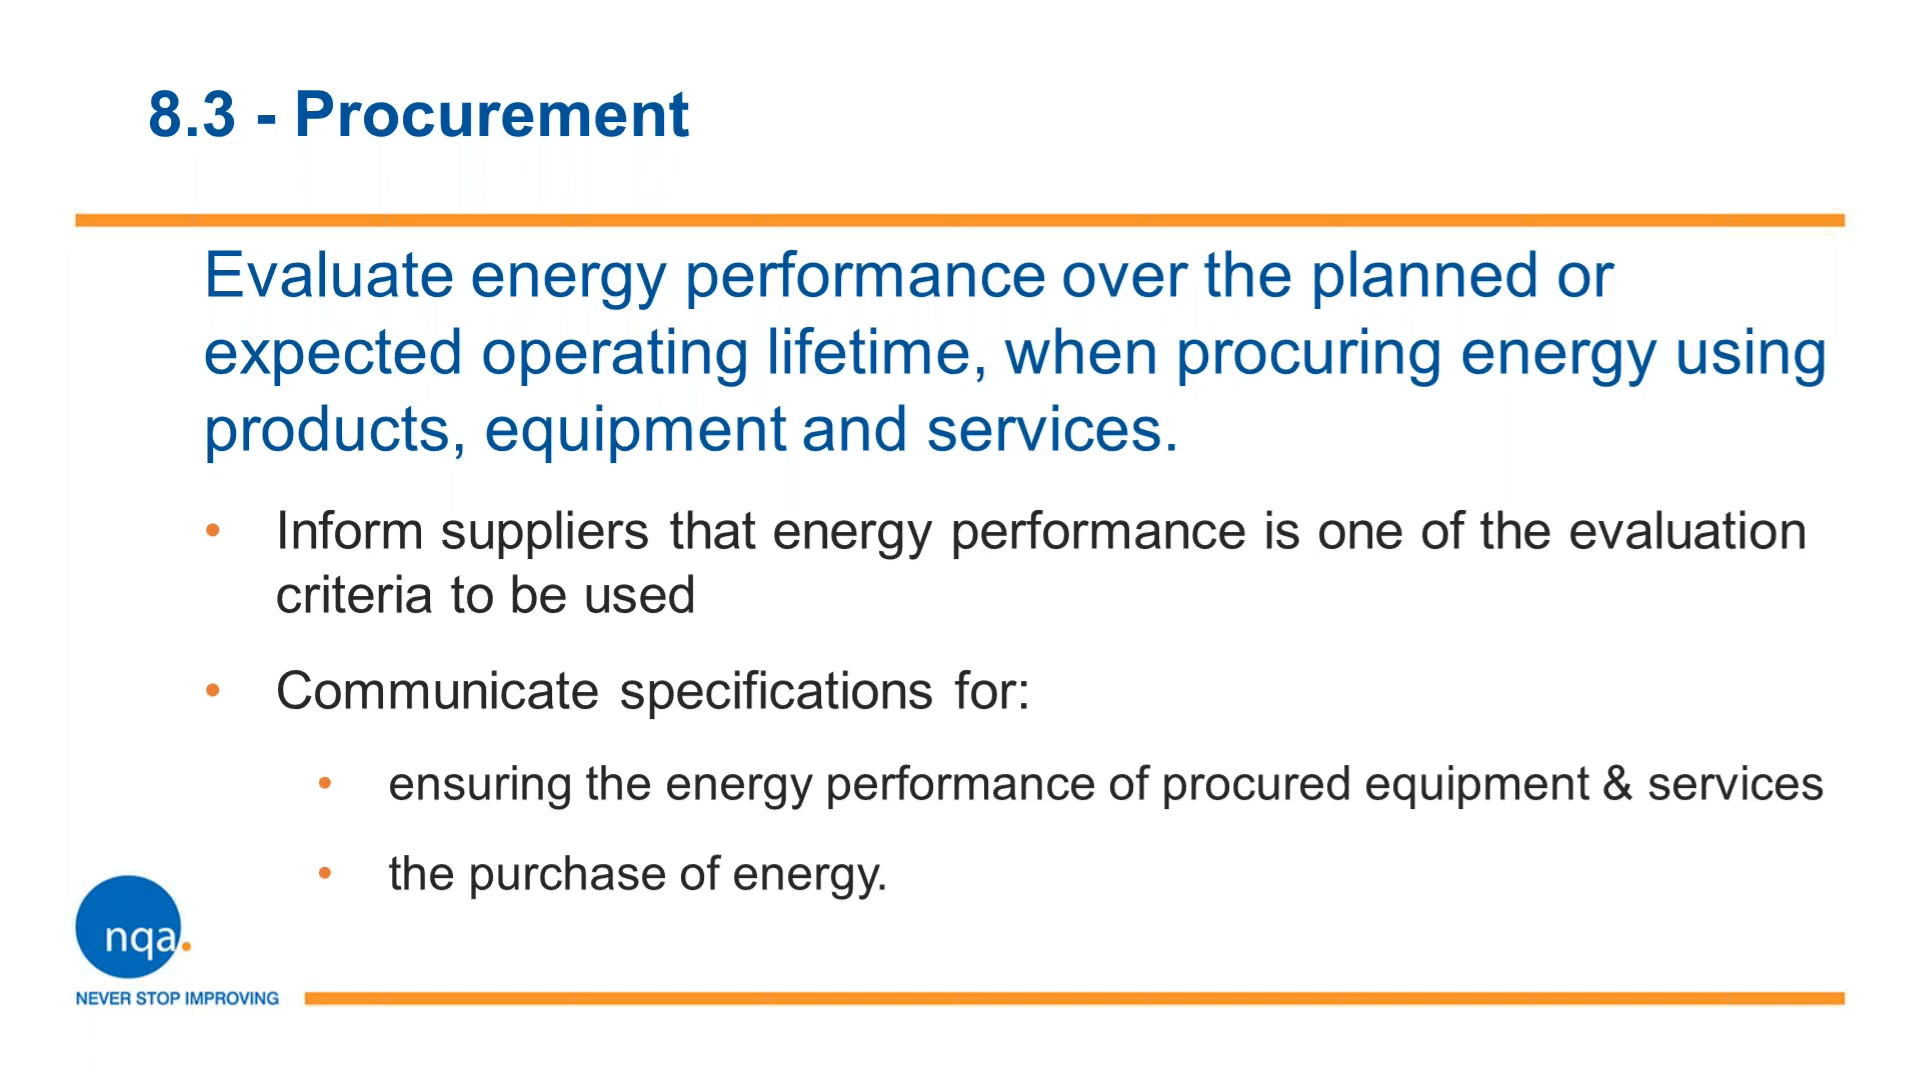 8.3 - Procurement
Evaluate energy performance over the planned or
expected operating lifetime, when procuring energy using
products, equipment and services.
• Inform suppliers that energy performance is one of the evaluation
criteria to be used
• Communicate specifications for:
• ensuring the energy performance of procured equipment & services
• the purchase of energy.
nqa.
NEVER STOP IMPROVING